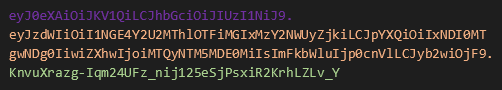 eyJ0eXAiOiJKV1QiLCJhbGciOiJIUzI1NiJ9.
eyJzdWIiOiI1NGE4Y2U2MThlOTFiMGIxMzY2NWUyZjkiLCJpYXQiOiIxNDI0MT
gwNDg0IiwiZXhwIjoiMTQyNTM5MDE0MiIsImFkbWluIjp0cnVlLCJyb2wiOjF9.
KnvuXrazg-Iqm24UFz_nij125eSjPsxiR2KrhLZLv_Y